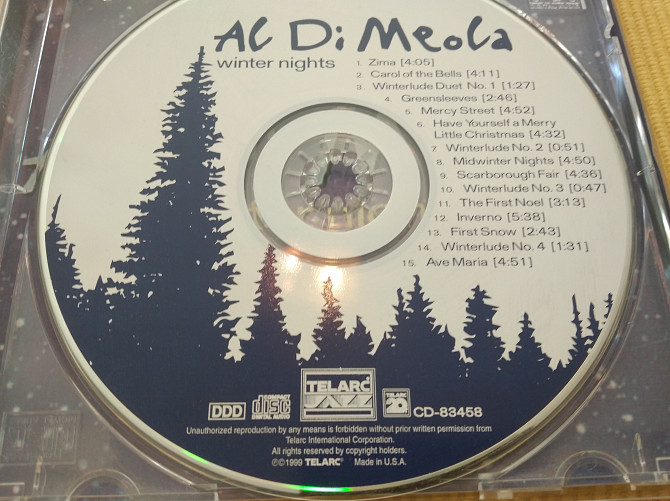 AL Di MeoLa
winter nights
1. Zima [4:05]
2. Carol of the Bells [4:11]
3. Winterlude Duet No. 1 [1:27]
4. Greensleeves [2:46]
5. Mercy Street [4:52]
6. Have Yourself a Merry
Little Christmas [4:32]
7. Winterlude No. 2 [0:51]
8. Midwinter Nights [4:50]
9. Scarborough Fair [4:36]
10. Winterlude No. 3 [0:47]
11. The First Noel [3:13]
12. Inverno [5:38]
13. First Snow [2:43]
14. Winterlude No. 4 [1:31]
15. Ave Maria [4:51]
DDD
COMPACT
disc
DIGITAL AUDIO
TELARC
JAZZ
TELARC
20
CD-83458
Unauthorized reproduction by any means is forbidden without prior written permission from
Telarc International Corporation.
All rights reserved by copyright holders.
℗©1999 TELARC® Made in U.S.A.